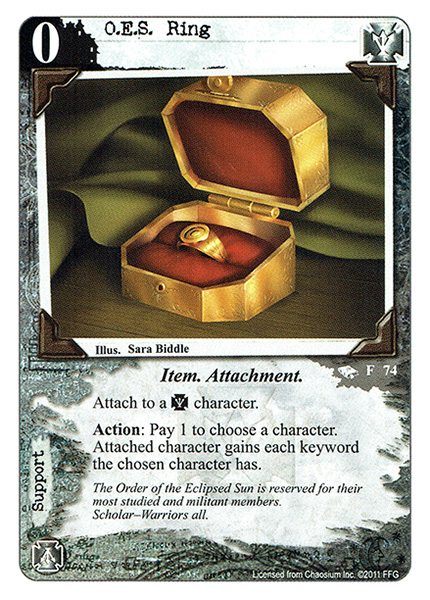 0
O.E.S. Ring
Illus. Sara Biddle
Item. Attachment.
F 74
Attach to a character.
Action: Pay 1 to choose a character.
Attached character gains each keyword
the chosen character has.
The Order of the Eclipsed Sun is reserved for their
most studied and militant members.
Scholar–Warriors all.
Support
Licensed from Chaosium Inc. ©2011 FFG